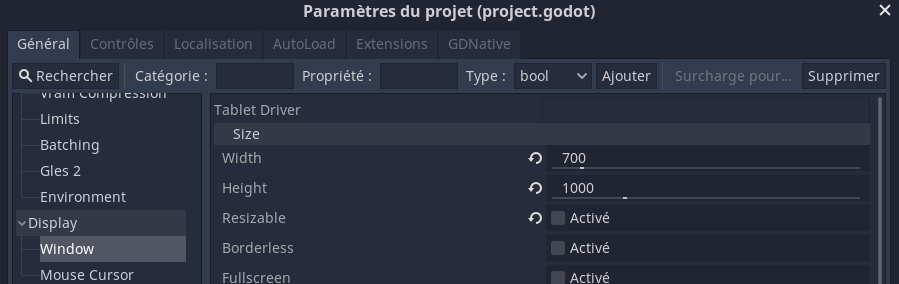 Paramètres du projet (project.godot)
Général Contrôles Localisation AutoLoad Extensions GDNative
Rechercher Catégorie : Propriété : Type : bool Ajouter Surcharge pour... Supprimer
Vram Compression
Tablet Driver
Limits
Size
Batching
Width 700
Gles 2
Height 1000
Environment
Resizable Activé
Display
Window
Borderless Activé
Mouse Cursor
Fullscreen Activé